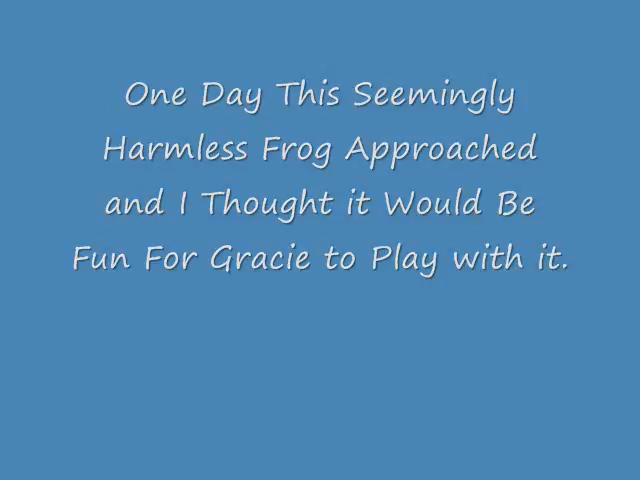 One Day This Seemingly
Harmless Frog Approached
and I Thought it Would Be
Fun For Gracie to Play with it.